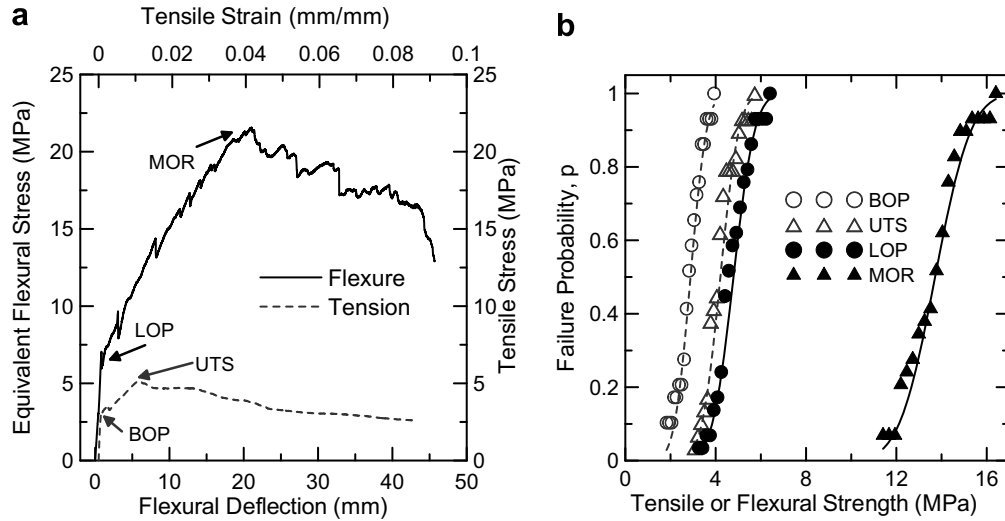 a
Tensile Strain (mm/mm)
0 0.02 0.04 0.06 0.08 0.1
25 25
20 20
15 15
10 10
5 5
0 0
Equivalent Flexural Stress (MPa)
Tensile Stress (MPa)
MOR
Flexure
Tension
LOP
UTS
BOP
0 10 20 30 40 50
Flexural Deflection (mm)
b
1
0.8
0.6
0.4
0.2
0
Failure Probability, p
BOP
UTS
LOP
MOR
0 4 8 12 16
Tensile or Flexural Strength (MPa)